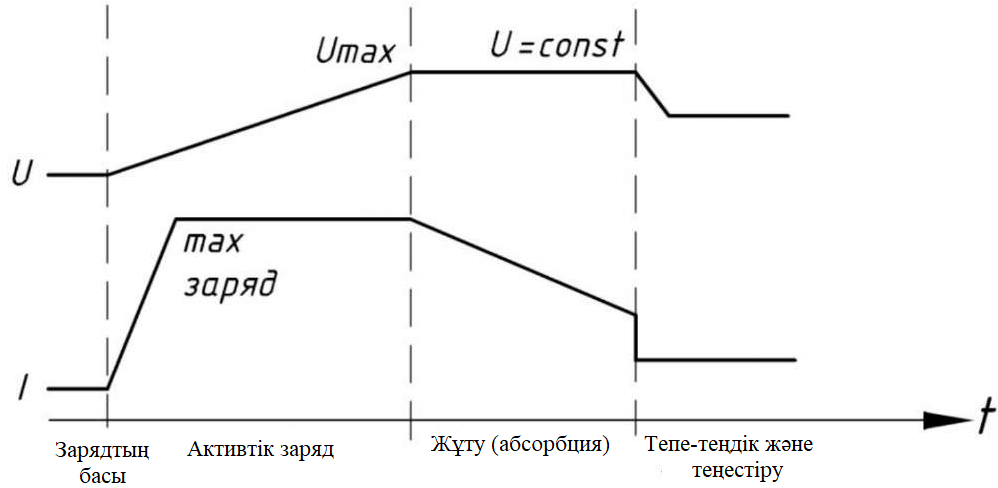 Umax
U=const
U
max
заряд
I
t
Зарядтың
басы
Активтік заряд
Жұту (абсорбция)
Тепе-теңдік және
теңестіру